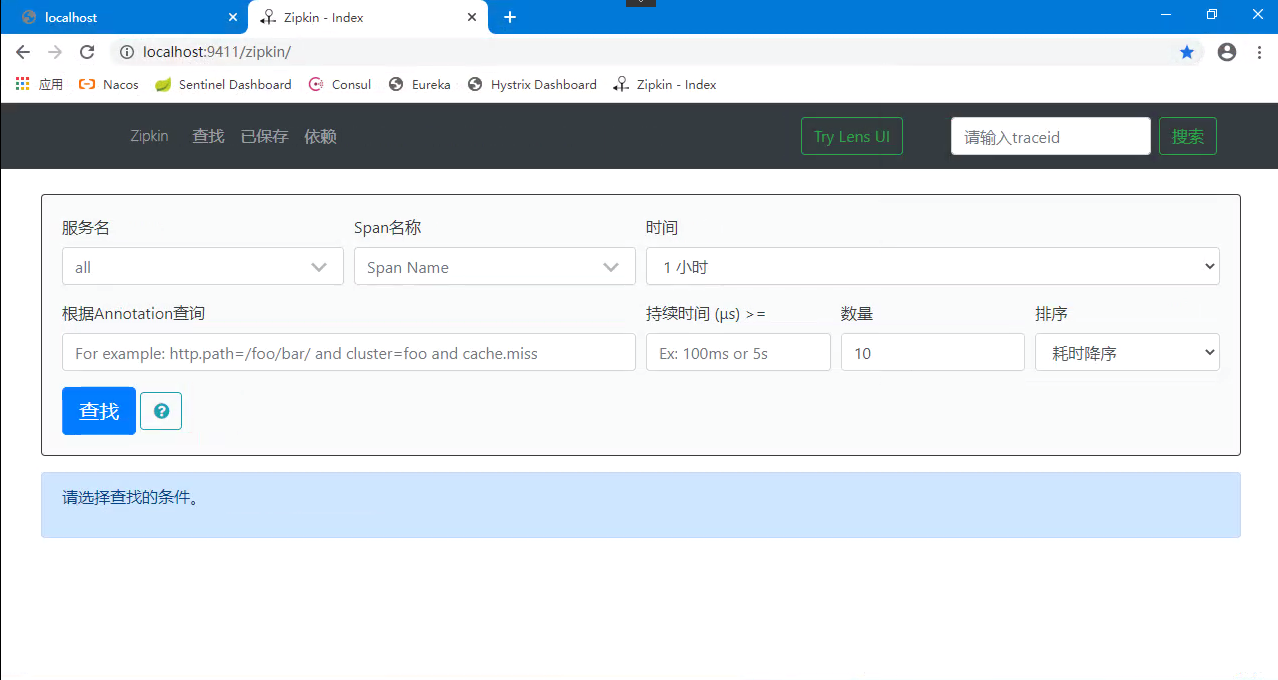 localhost
Zipkin - Index
localhost:9411/zipkin/
应用 Nacos Sentinel Dashboard Consul Eureka Hystrix Dashboard Zipkin - Index
Zipkin 查找 已保存 依赖 Try Lens UI 请输入traceid 搜索
服务名 Span名称 时间
all Span Name 1 小时
根据Annotation查询 持续时间 (μs) >= 数量 排序
For example: http.path=/foo/bar/ and cluster=foo and cache.miss Ex: 100ms or 5s 10 耗时降序
查找 ?
请选择查找的条件。